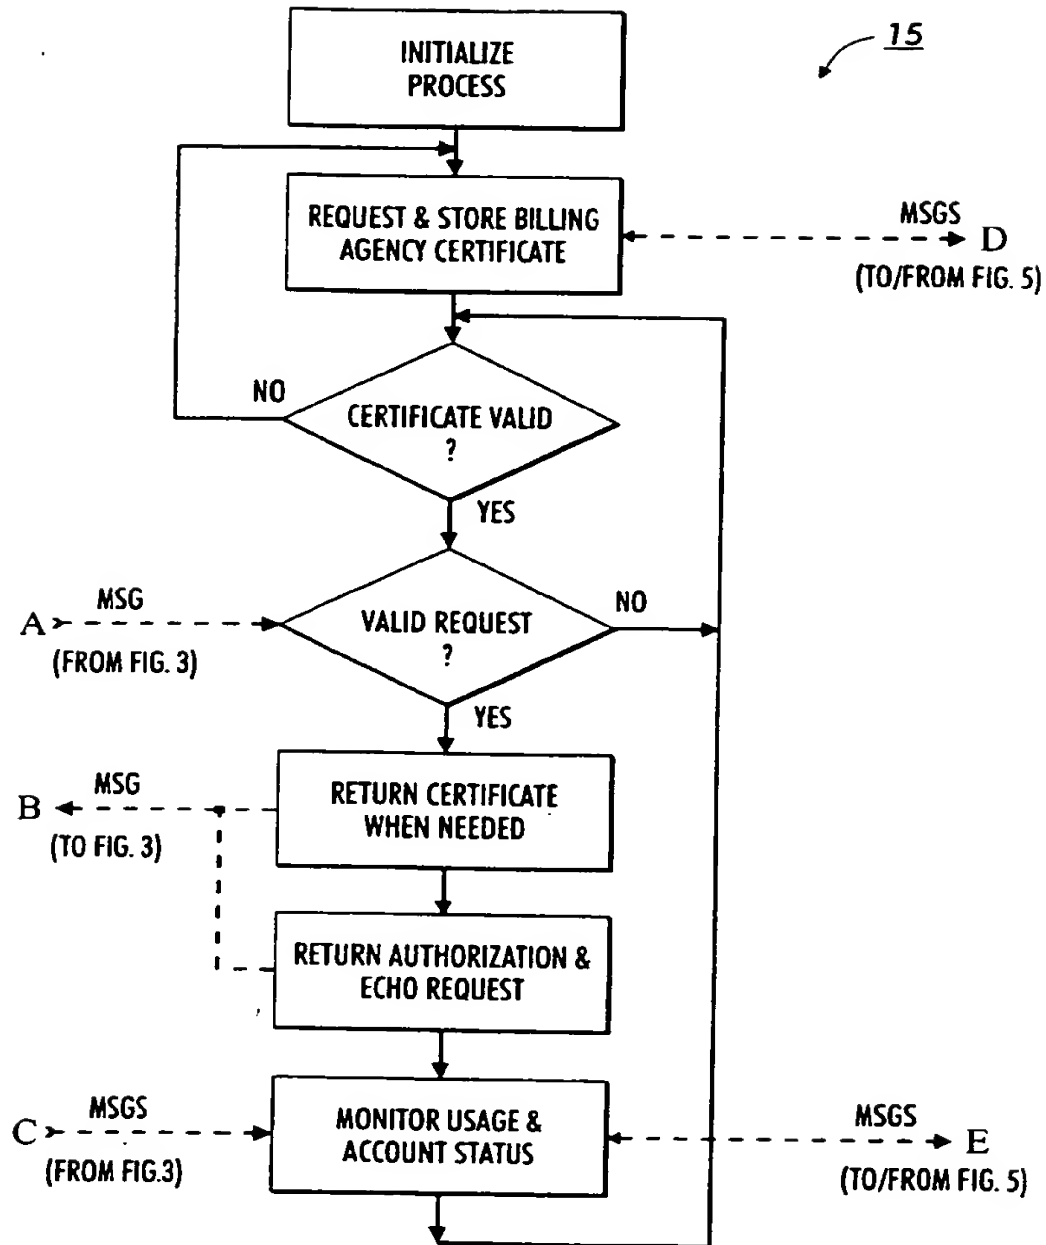 INITIALIZE
PROCESS
15
REQUEST & STORE BILLING
AGENCY CERTIFICATE
MSGS
D
(TO/FROM FIG. 5)
NO
CERTIFICATE VALID
?
YES
MSG
A
(FROM FIG. 3)
VALID REQUEST
?
NO
YES
MSG
B
(TO FIG. 3)
RETURN CERTIFICATE
WHEN NEEDED
RETURN AUTHORIZATION &
ECHO REQUEST
MSGS
C
(FROM FIG.3)
MONITOR USAGE &
ACCOUNT STATUS
MSGS
E
(TO/FROM FIG. 5)